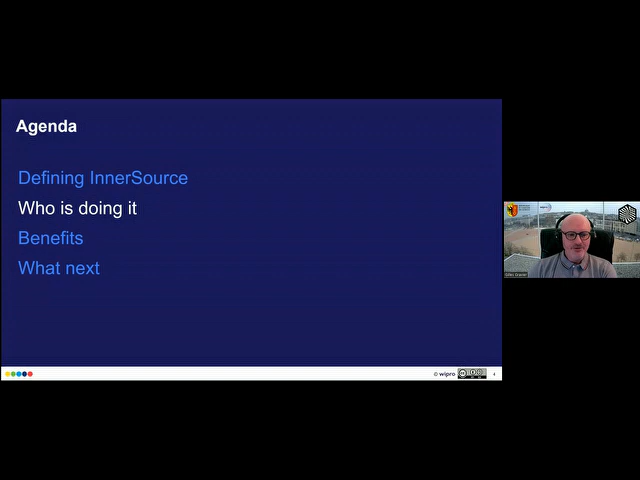 Agenda
Defining InnerSource
Who is doing it
Benefits
What next
© wipro
4